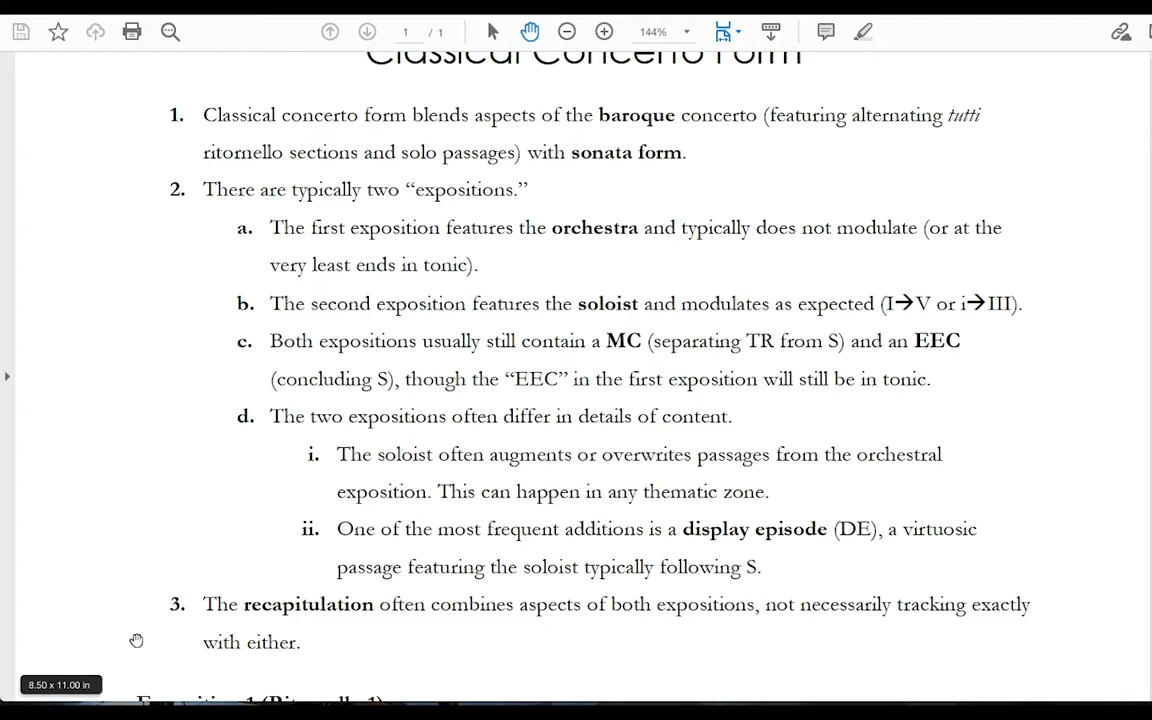 1 / 1 144%
Classical Concerto Form
1. Classical concerto form blends aspects of the baroque concerto (featuring alternating tutti
ritornello sections and solo passages) with sonata form.
2. There are typically two “expositions.”
a. The first exposition features the orchestra and typically does not modulate (or at the
very least ends in tonic).
b. The second exposition features the soloist and modulates as expected (I→V or i→III).
c. Both expositions usually still contain a MC (separating TR from S) and an EEC
(concluding S), though the “EEC” in the first exposition will still be in tonic.
d. The two expositions often differ in details of content.
i. The soloist often augments or overwrites passages from the orchestral
exposition. This can happen in any thematic zone.
ii. One of the most frequent additions is a display episode (DE), a virtuosic
passage featuring the soloist typically following S.
3. The recapitulation often combines aspects of both expositions, not necessarily tracking exactly
with either.
8.50 x 11.00 in
Exposition 1 (Ritornello 1)